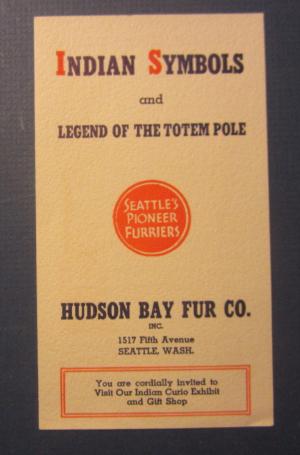 INDIAN SYMBOLS
and
LEGEND OF THE TOTEM POLE
SEATTLE'S
PIONEER
FURRIERS
HUDSON BAY FUR CO.
INC.
1517 Fifth Avenue
SEATTLE, WASH.
You are cordially invited to
Visit Our Indian Curio Exhibit
and Gift Shop